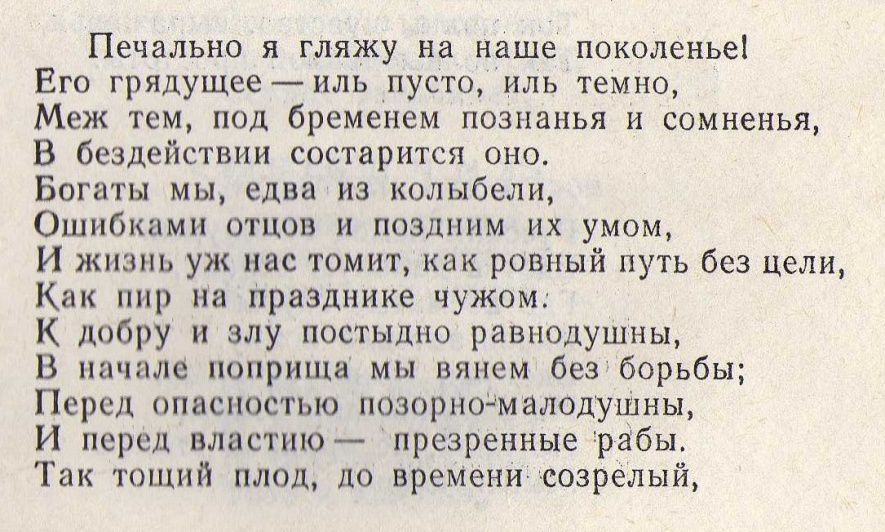 Печально я гляжу на наше поколенье!
Его грядущее — иль пусто, иль темно,
Меж тем, под бременем познанья и сомненья,
В бездействии состарится оно.
Богаты мы, едва из колыбели,
Ошибками отцов и поздним их умом,
И жизнь уж нас томит, как ровный путь без цели,
Как пир на празднике чужом.
К добру и злу постыдно равнодушны,
В начале поприща мы вянем без борьбы;
Перед опасностью позорно-малодушны,
И перед властию — презренные рабы.
Так тощий плод, до времени созрелый,